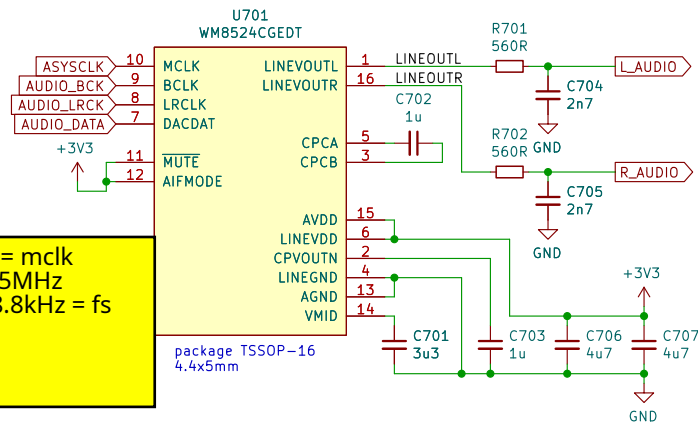 U701
WM8524CGEDT
ASYSCLK 10 MCLK
AUDIO_BCK 9 BCLK
AUDIO_LRCK 8 LRCLK
AUDIO_DATA 7 DACDAT
+3V3
11 MUTE
12 AIFMODE
LINEVOUTL 1 LINEOUTL
LINEVOUTR 16 LINEOUTR
CPCA 5
CPCB 3
AVDD 15
LINEVDD 6
CPVOUTN 2
LINEGND 4
AGND 13
VMID 14
C702
1u
R701
560R
L_AUDIO
C704
2n7
GND
R702
560R
R_AUDIO
C705
2n7
GND
+3V3
C701
3u3
C703
1u
C706
4u7
C707
4u7
GND
= mclk
5MHz
.8kHz = fs
package TSSOP-16
4.4x5mm